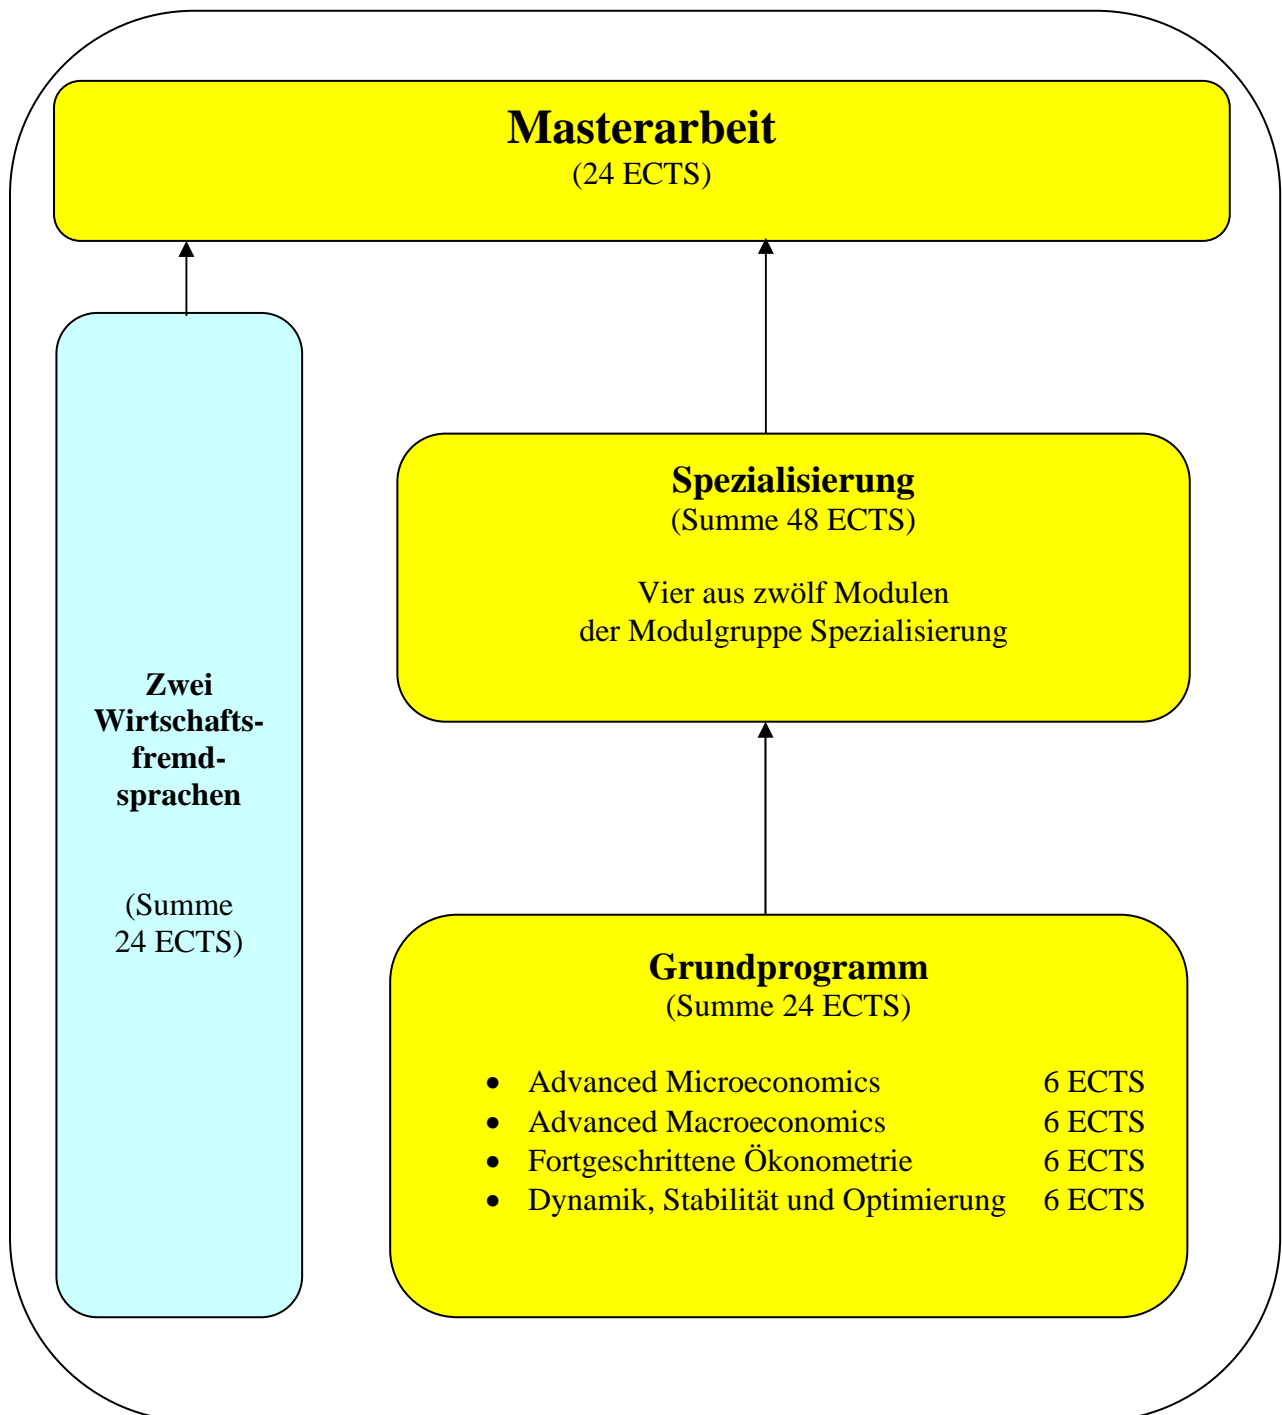 Masterarbeit
(24 ECTS)
Zwei
Wirtschafts-
fremd-
sprachen
(Summe
24 ECTS)
Spezialisierung
(Summe 48 ECTS)
Vier aus zwölf Modulen
der Modulgruppe Spezialisierung
Grundprogramm
(Summe 24 ECTS)
• Advanced Microeconomics 6 ECTS
• Advanced Macroeconomics 6 ECTS
• Fortgeschrittene Ökonometrie 6 ECTS
• Dynamik, Stabilität und Optimierung 6 ECTS